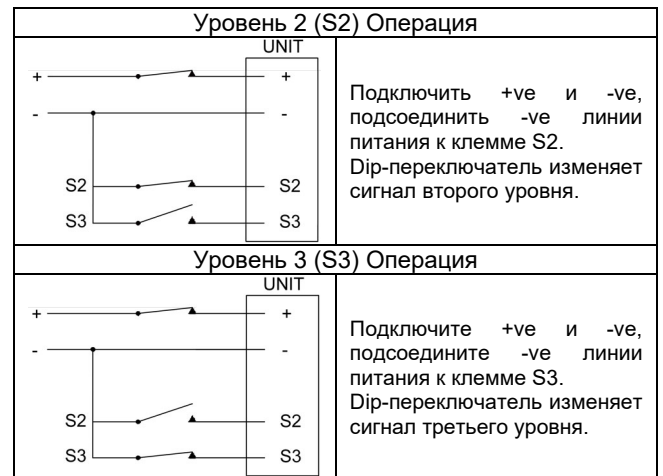 Уровень 2 (S2) Операция
UNIT
+ +
- -
S2 S2
S3 S3
Подключить +ve и -ve,
подсоединить -ve линии
питания к клемме S2.
Dip-переключатель изменяет
сигнал второго уровня.
Уровень 3 (S3) Операция
UNIT
+ +
- -
S2 S2
S3 S3
Подключите +ve и -ve,
подсоедините -ve линии
питания к клемме S3.
Dip-переключатель изменяет
сигнал третьего уровня.